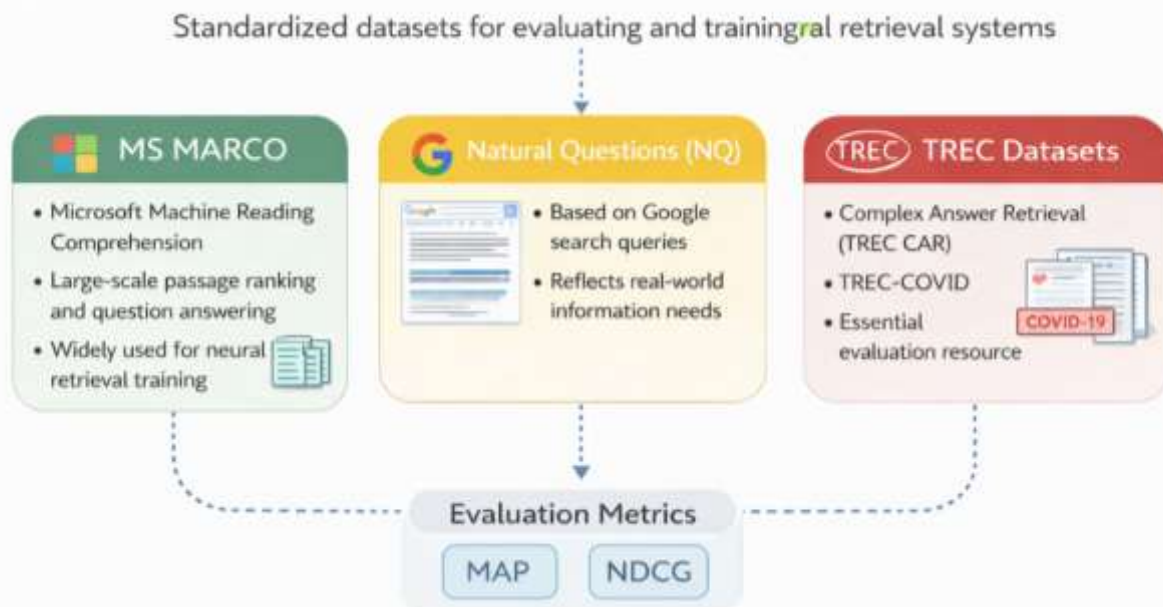 Standardized datasets for evaluating and trainingral retrieval systems
MS MARCO
• Microsoft Machine Reading
Comprehension
• Large-scale passage ranking
and question answering
• Widely used for neural
retrieval training
Natural Questions (NQ)
Google
• Based on Google
search queries
• Reflects real-world
information needs
TREC TREC Datasets
• Complex Answer Retrieval
(TREC CAR)
• TREC-COVID
• Essential
evaluation resource
COVID-19
Evaluation Metrics
MAP
NDCG